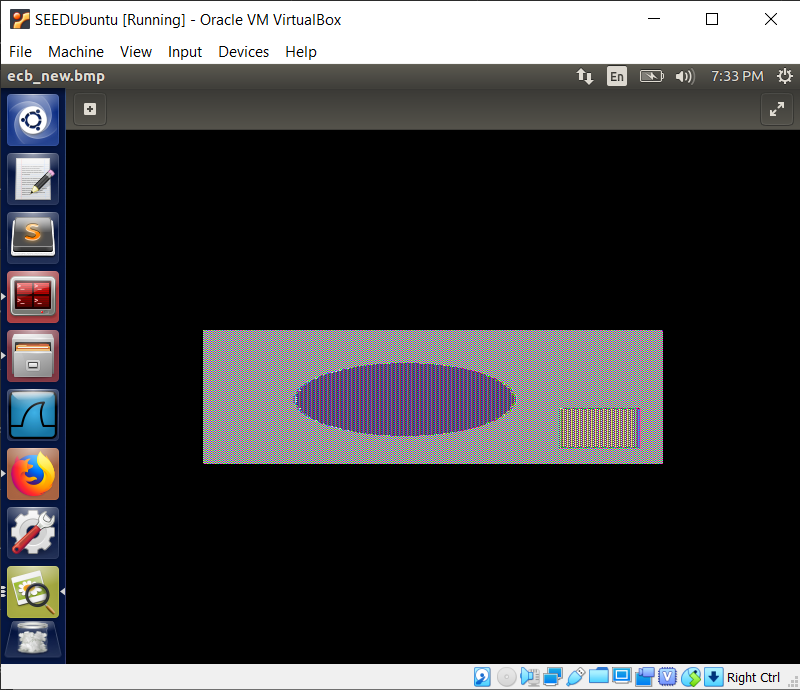 SEEDUbuntu [Running] - Oracle VM VirtualBox
File Machine View Input Devices Help
ecb_new.bmp En 7:33 PM
S
>_ >_
>_ >_
V Right Ctrl